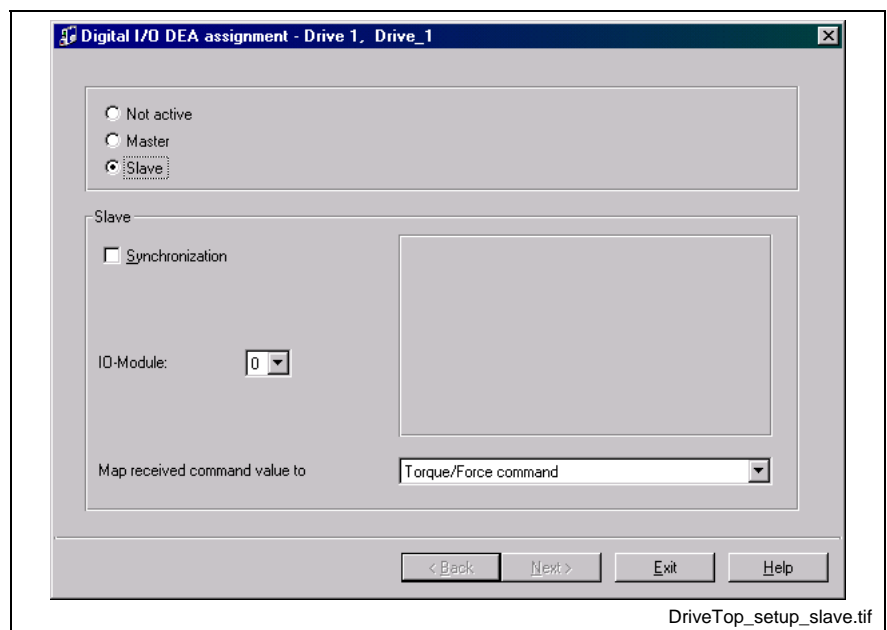 Digital I/O DEA assignment - Drive 1, Drive_1
Not active
Master
Slave
Slave
Synchronization
IO-Module: 0
Map received command value to Torque/Force command
< Back Next > Exit Help
DriveTop_setup_slave.tif